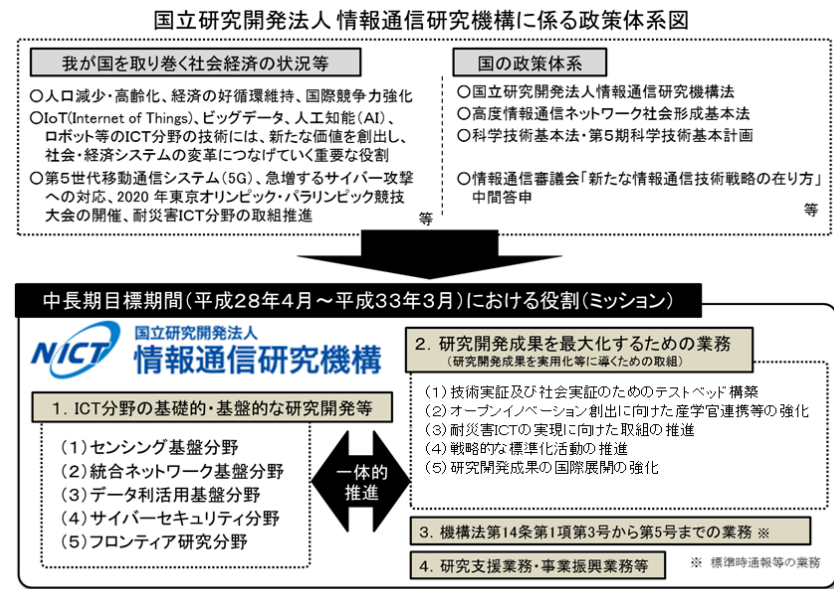 国立研究開発法人 情報通信研究機構に係る政策体系図
我が国を取り巻く社会経済の状況等
○人口減少・高齢化、経済の好循環維持、国際競争力強化
○IoT(Internet of Things)、ビッグデータ、人工知能(AI)、
ロボット等のICT分野の技術には、新たな価値を創出し、
社会・経済システムの変革につなげていく重要な役割
○第5世代移動通信システム(5G)、急増するサイバー攻撃
への対応、2020 年東京オリンピック・パラリンピック競技
大会の開催、耐災害ICT分野の取組推進
等
国の政策体系
○国立研究開発法人情報通信研究機構法
○高度情報通信ネットワーク社会形成基本法
○科学技術基本法・第5期科学技術基本計画
○情報通信審議会「新たな情報通信技術戦略の在り方」
中間答申
等
中長期目標期間(平成28年4月～平成33年3月)における役割(ミッション)
NICT
国立研究開発法人
情報通信研究機構
1．ICT分野の基礎的・基盤的な研究開発等
(1)センシング基盤分野
(2)統合ネットワーク基盤分野
(3)データ利活用基盤分野
(4)サイバーセキュリティ分野
(5)フロンティア研究分野
一体的
推進
2．研究開発成果を最大化するための業務
(研究開発成果を実用化等に導くための取組)
(1)技術実証及び社会実証のためのテストベッド構築
(2)オープンイノベーション創出に向けた産学官連携等の強化
(3)耐災害ICTの実現に向けた取組の推進
(4)戦略的な標準化活動の推進
(5)研究開発成果の国際展開の強化
3．機構法第14条第1項第3号から第5号までの業務 ※
4．研究支援業務・事業振興業務等
※ 標準時通報等の業務